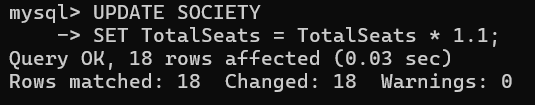 mysql> UPDATE SOCIETY
    -> SET TotalSeats = TotalSeats * 1.1;
Query OK, 18 rows affected (0.03 sec)
Rows matched: 18  Changed: 18  Warnings: 0